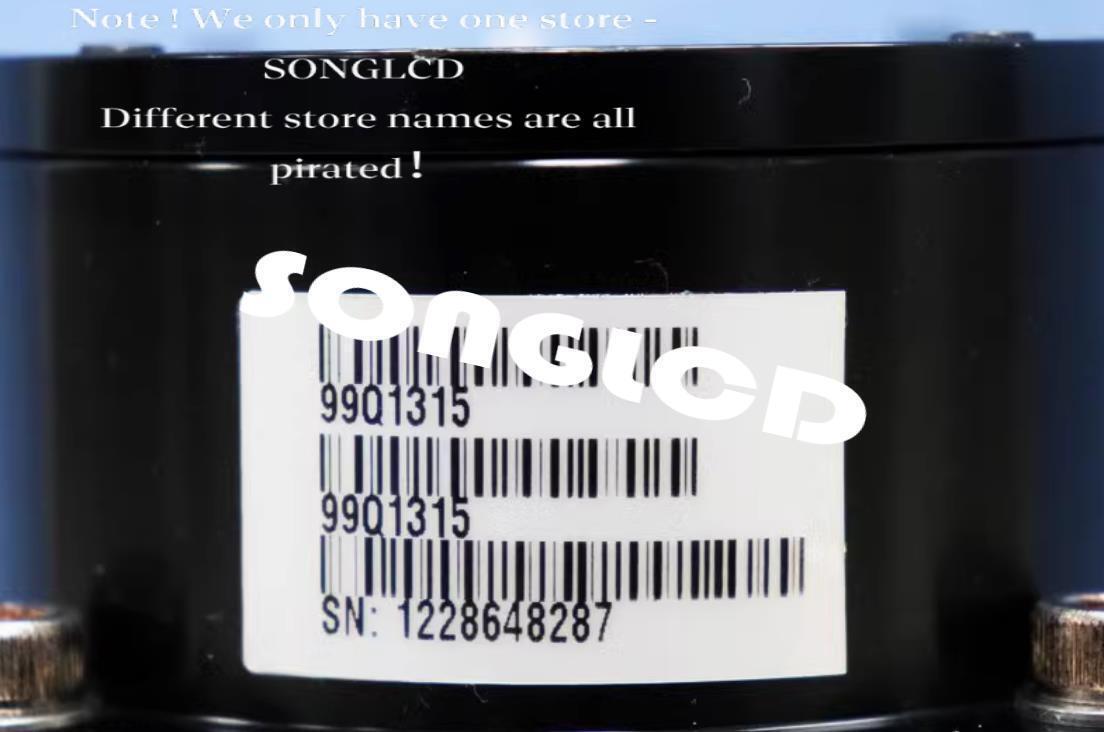 Note ! We only have one store -
SONGLCD
Different store names are all
pirated !
SONGLCD
99Q1315
99Q1315
SN: 1228648287